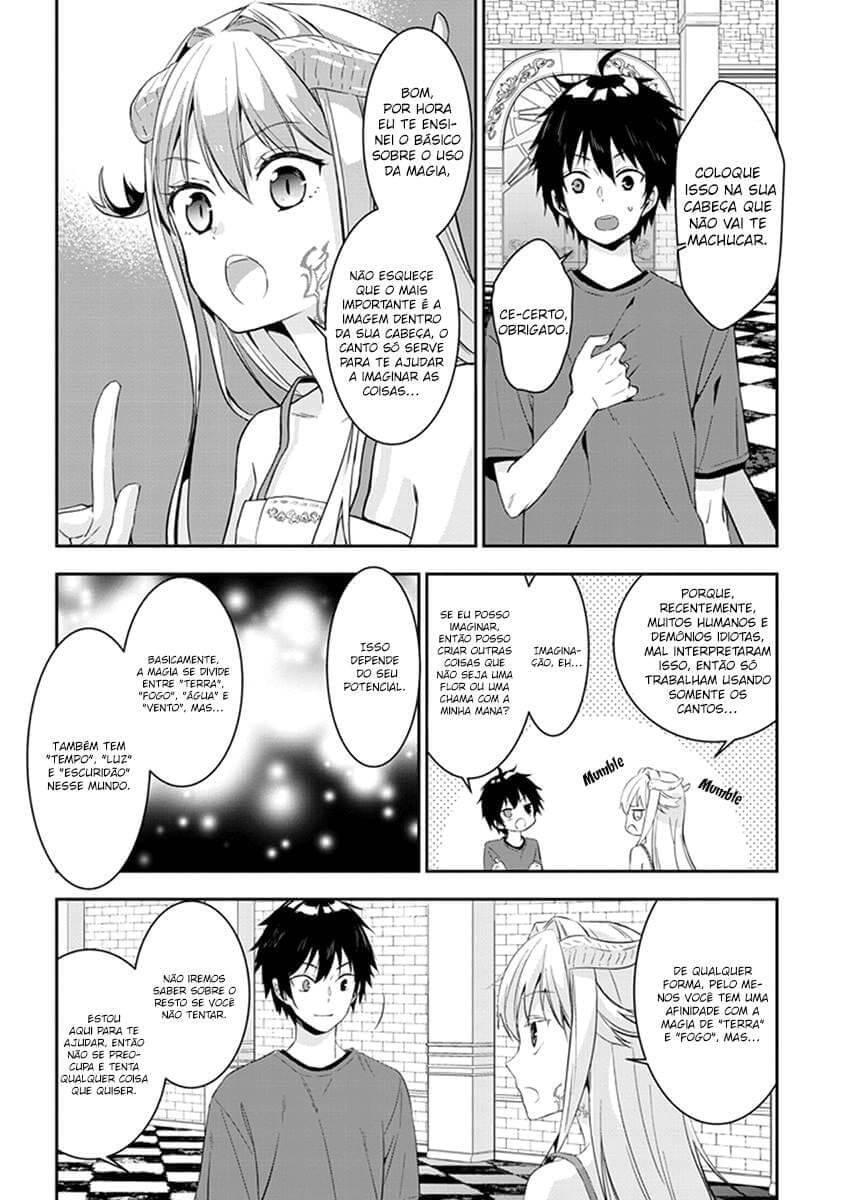 COLOQUE
ISSO NA SUA
CABEÇA QUE
NÃO VAI TE
MACHUCAR.
CE-CERTO,
OBRIGADO.
BOM,
POR HORA
EU TE ENSI-
NEI O BÁSICO
SOBRE O USO
DA MAGIA,
NÃO ESQUEÇE
QUE O MAIS
IMPORTANTE É A
IMAGEM DENTRO
DA SUA CABEÇA, O
CANTO SÓ SERVE
PARA TE AJUDAR
A IMAGINAR AS
COISAS...
PORQUE,
RECENTEMENTE,
MUITOS HUMANOS E
DEMÔNIOS IDIOTAS,
MAL INTERPRETARAM
ISSO, ENTÃO SÓ
TRABALHAM USANDO
SOMENTE OS
CANTOS...
Mumble
Mumble
IMAGINA-
ÇÃO, EH...
SE EU POSSO
IMAGINAR,
ENTÃO POSSO
CRIAR OUTRAS
COISAS QUE
NÃO SEJA UMA
FLOR OU UMA
CHAMA COM A
MINHA MANA?
ISSO
DEPENDE
DO SEU
POTENCIAL.
BASICAMENTE,
A MAGIA SE DIVIDE
ENTRE "TERRA",
"FOGO", "ÁGUA" E
"VENTO", MAS...
TAMBÉM TEM
"TEMPO", "LUZ"
E "ESCURIDÃO"
NESSE MUNDO.
DE QUALQUER
FORMA, PELO ME-
NOS VOCÊ TEM UMA
AFINIDADE COM A
MAGIA DE "TERRA"
E "FOGO", MAS...
NÃO IREMOS
SABER SOBRE O
RESTO SE VOCÊ
NÃO TENTAR.
ESTOU
AQUI PARA TE
AJUDAR, ENTÃO
NÃO SE PREO-
CUPA E TENTA
QUALQUER COISA
QUE QUISER.